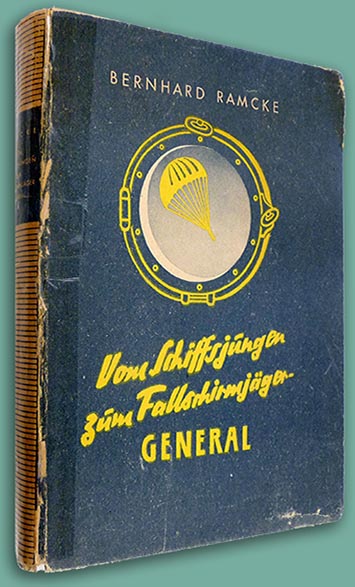 BERNHARD RAMCKE
Vom Schiffsjungen
zum Fallschirmjäger-
GENERAL